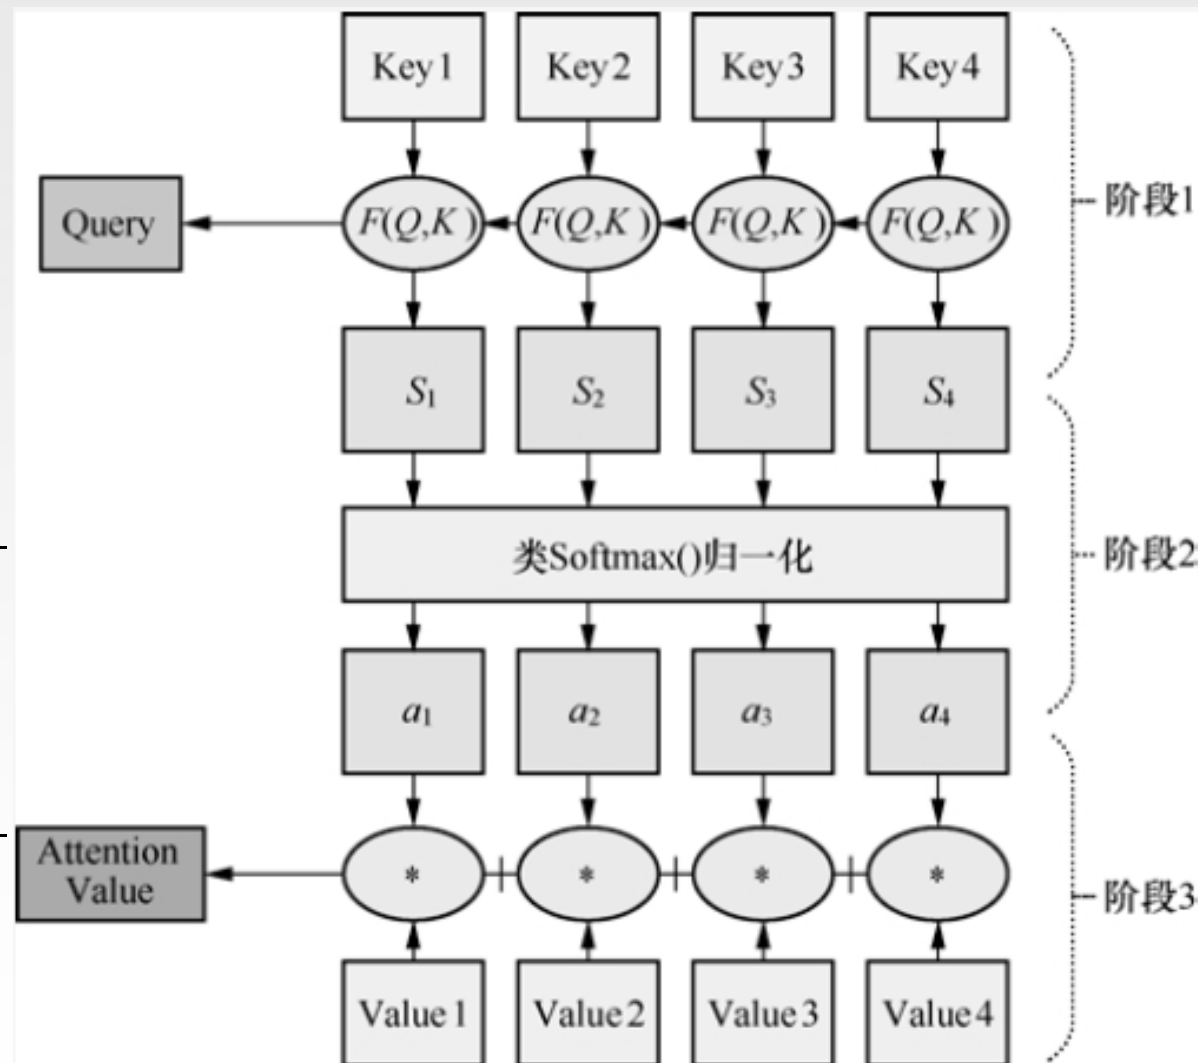 Key1 Key2 Key3 Key4
Query F(Q,K) F(Q,K) F(Q,K) F(Q,K) 阶段1
S1 S2 S3 S4
类Softmax()归一化 阶段2
a1 a2 a3 a4
Attention
Value
* + * + * + * 阶段3
Value1 Value2 Value3 Value4